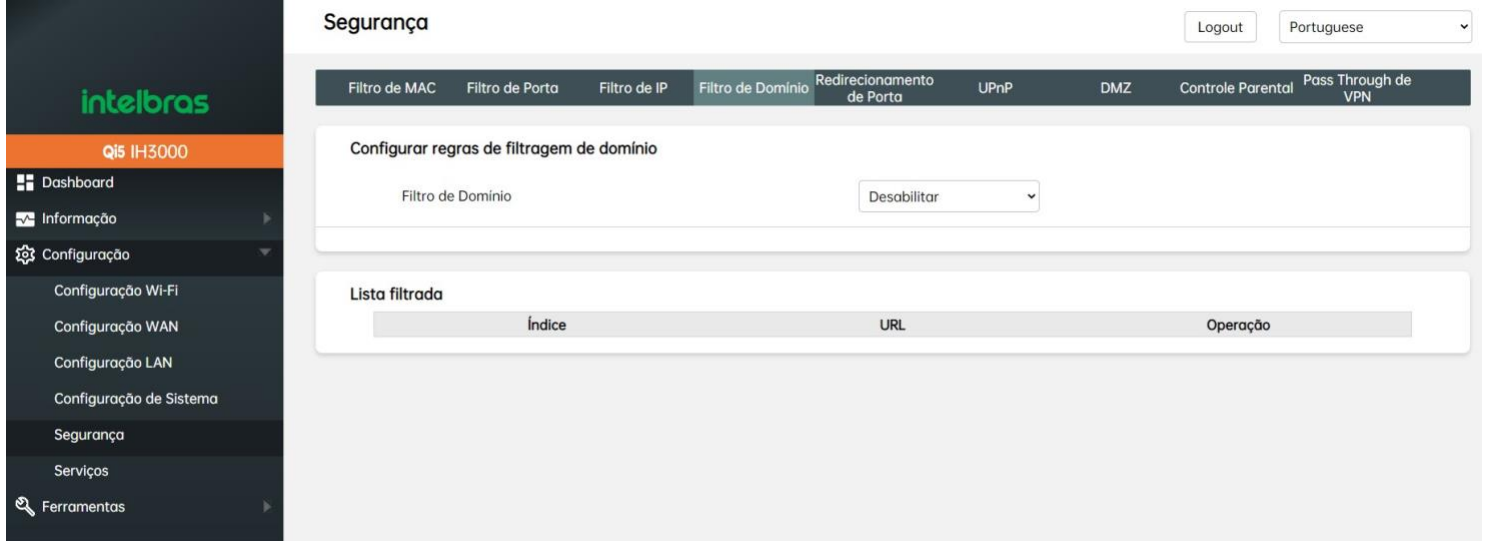 Segurança
Logout
Portuguese
intelbras
Qi5 IH3000
Dashboard
Informação
Configuração
Configuração Wi-Fi
Configuração WAN
Configuração LAN
Configuração de Sistema
Segurança
Serviços
Ferramentas
Filtro de MAC
Filtro de Porta
Filtro de IP
Filtro de Domínio
Redirecionamento
de Porta
UPnP
DMZ
Controle Parental
Pass Through de
VPN
Configurar regras de filtragem de domínio
Filtro de Domínio
Desabilitar
Lista filtrada
Índice
URL
Operação